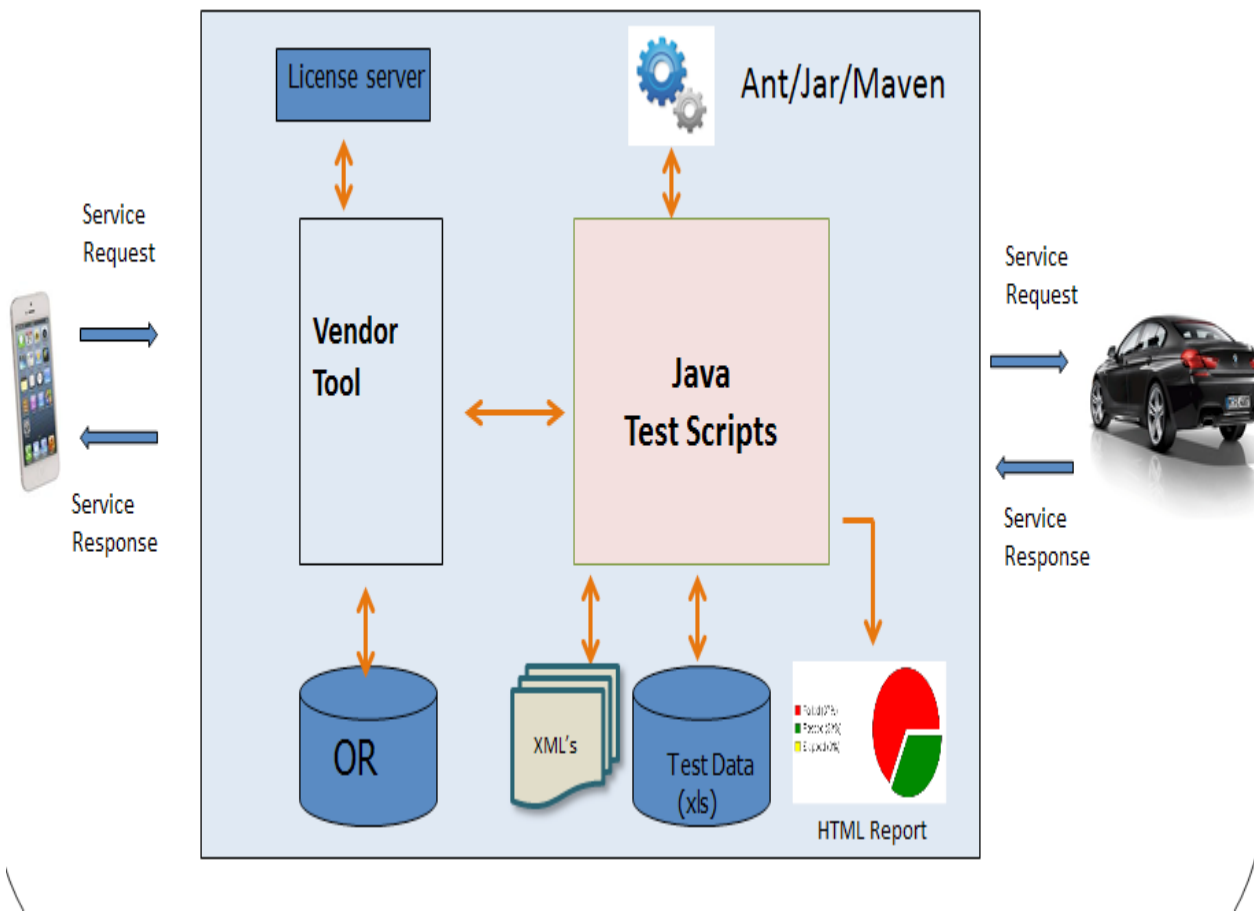 License server
Ant/Jar/Maven
Service
Request
Service
Request
Vendor
Tool
Java
Test Scripts
Service
Response
Service
Response
OR
XML's
Test Data
(xls)
HTML Report